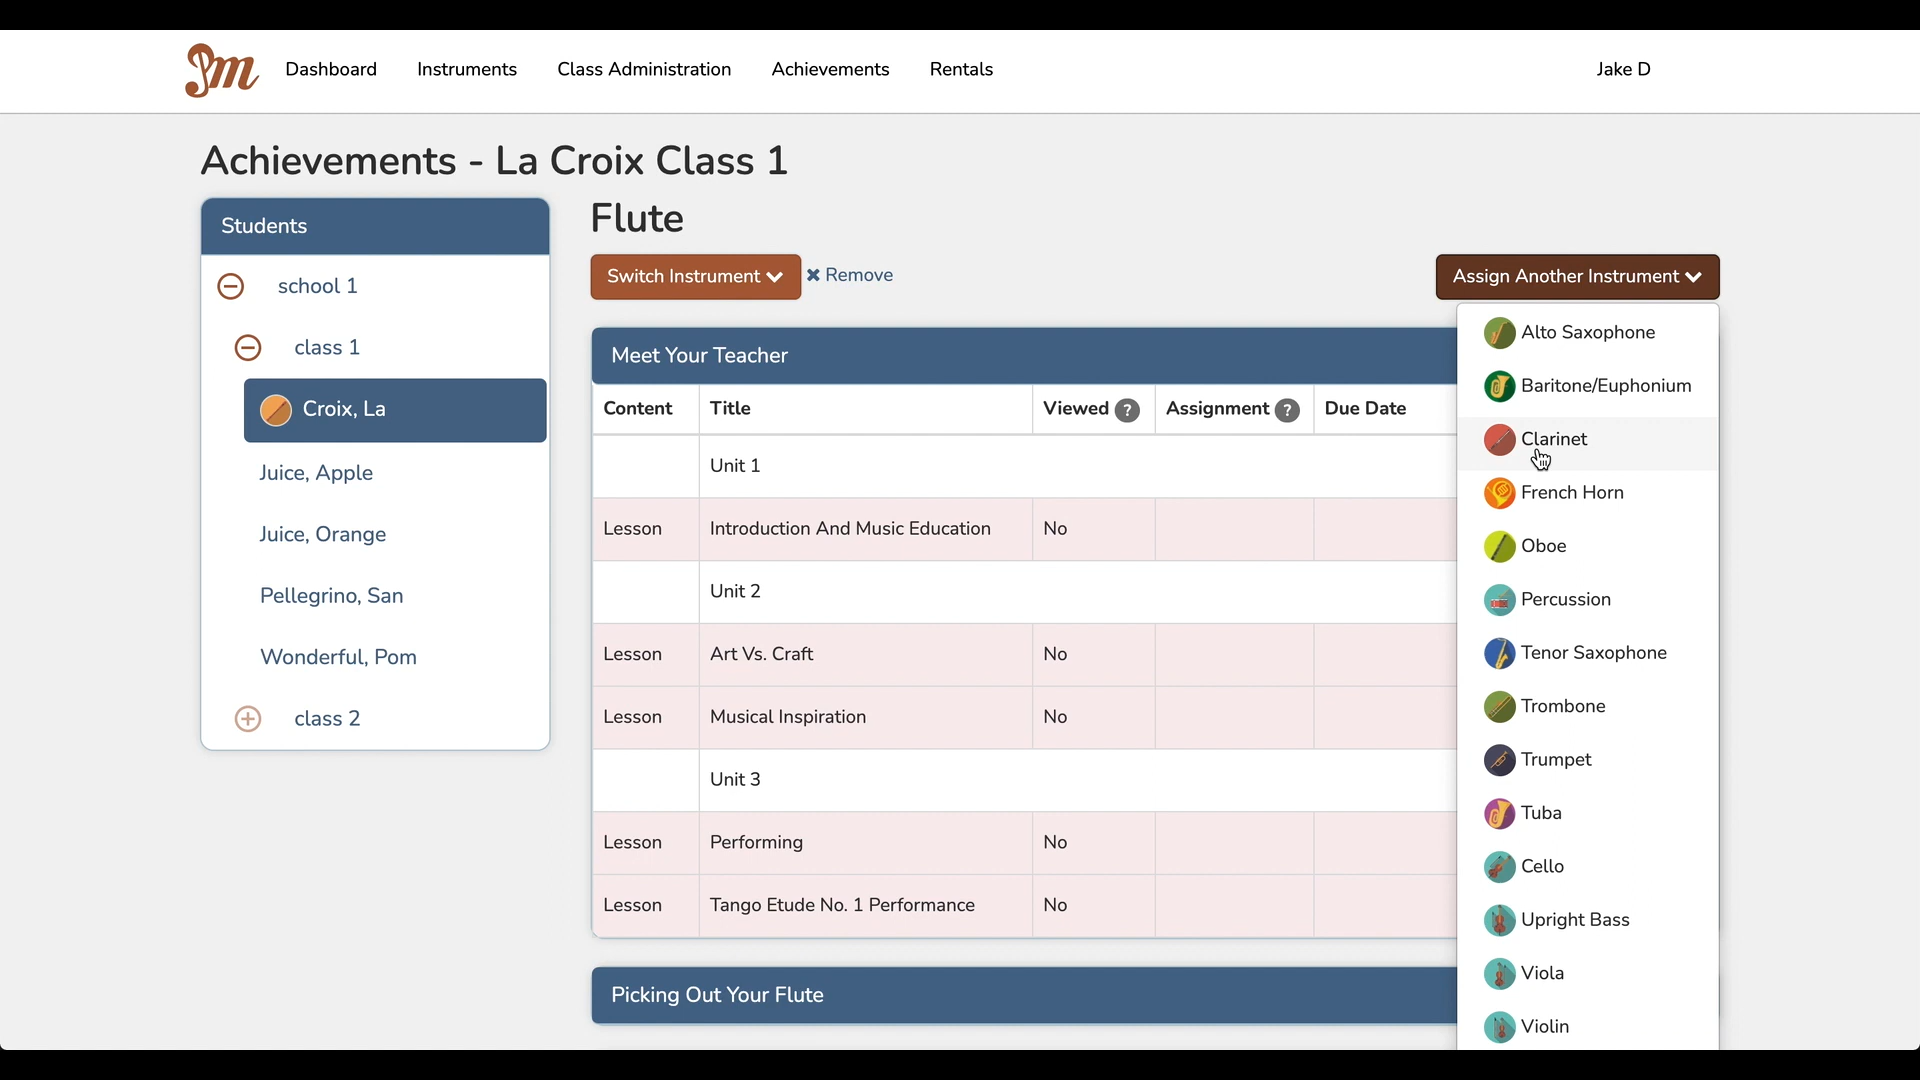 Sm
Dashboard
Instruments
Class Administration
Achievements
Rentals
Jake D
Achievements - La Croix Class 1
Students
school 1
class 1
Croix, La
Juice, Apple
Juice, Orange
Pellegrino, San
Wonderful, Pom
class 2
Flute
Switch Instrument
Remove
Assign Another Instrument
Meet Your Teacher
Content Title Viewed ? Assignment ? Due Date
Unit 1
Lesson Introduction And Music Education No
Unit 2
Lesson Art Vs. Craft No
Lesson Musical Inspiration No
Unit 3
Lesson Performing No
Lesson Tango Etude No. 1 Performance No
Picking Out Your Flute
Alto Saxophone
Baritone/Euphonium
Clarinet
French Horn
Oboe
Percussion
Tenor Saxophone
Trombone
Trumpet
Tuba
Cello
Upright Bass
Viola
Violin